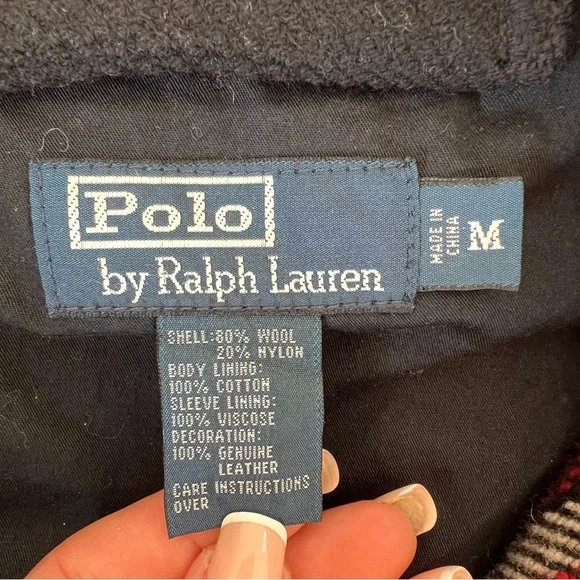 Polo
by Ralph Lauren
MADE IN
CHINA
M
SHELL:80% WOOL
20% NYLON
BODY LINING:
100% COTTON
SLEEVE LINING:
100% VISCOSE
DECORATION:
100% GENUINE
LEATHER
CARE INSTRUCTIONS
OVER